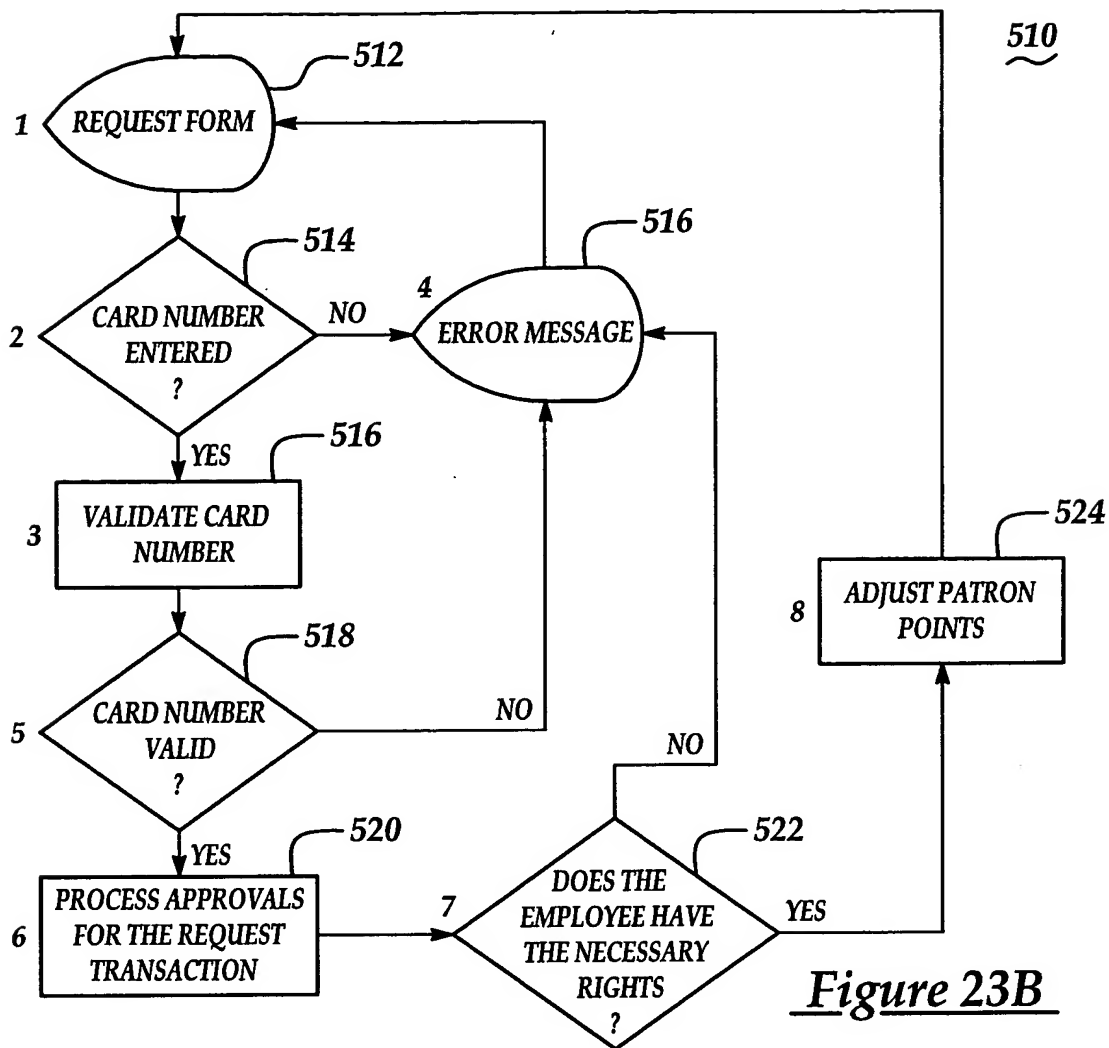 510
512
1
REQUEST FORM
514
2
CARD NUMBER
ENTERED
?
NO
516
4
ERROR MESSAGE
YES
516
3
VALIDATE CARD
NUMBER
518
5
CARD NUMBER
VALID
?
NO
YES
520
6
PROCESS APPROVALS
FOR THE REQUEST
TRANSACTION
NO
522
7
DOES THE
EMPLOYEE HAVE
THE NECESSARY
RIGHTS
?
YES
524
8
ADJUST PATRON
POINTS
Figure 23B